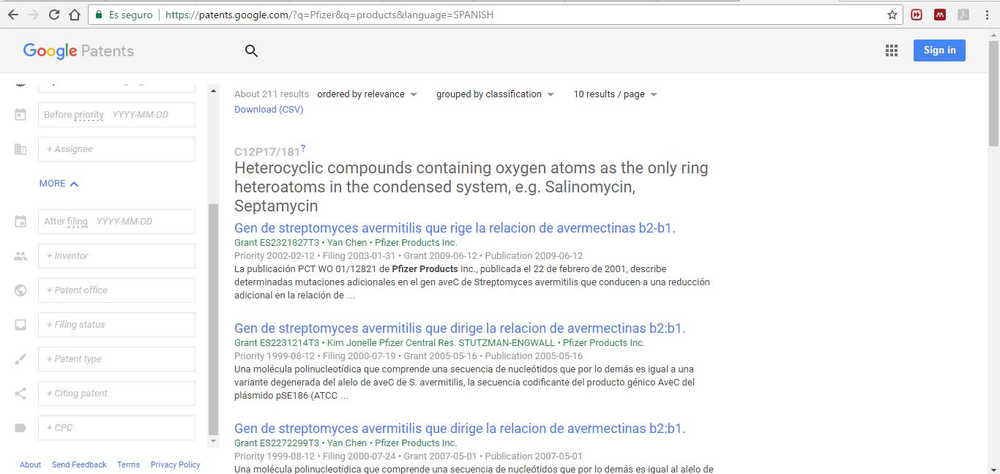 Es seguro https://patents.google.com/?q=Pfizer&q=products&language=SPANISH
Google Patents
Sign in
Before priority YYYY-MM-DD
+ Assignee
MORE
After filing YYYY-MM-DD
+ Inventor
+ Patent office
+ Filing status
+ Patent type
+ Citing patent
+ CPC
About Send Feedback Terms Privacy Policy
About 211 results ordered by relevance grouped by classification 10 results / page
Download (CSV)
C12P17/181?
Heterocyclic compounds containing oxygen atoms as the only ring
heteroatoms in the condensed system, e.g. Salinomycin,
Septamycin
Gen de streptomyces avermitilis que rige la relacion de avermectinas b2-b1.
Grant ES2321827T3 • Yan Chen • Pfizer Products Inc.
Priority 2002-02-12 • Filing 2003-01-31 • Grant 2009-06-12 • Publication 2009-06-12
La publicación PCT WO 01/12821 de Pfizer Products Inc., publicada el 22 de febrero de 2001, describe
determinadas mutaciones adicionales en el gen aveC de Streptomyces avermitilis que conducen a una reducción
adicional en la relación de …
Gen de streptomyces avermitilis que dirige la relacion de avermectinas b2:b1.
Grant ES2231214T3 • Kim Jonelle Pfizer Central Res. STUTZMAN-ENGWALL • Pfizer Products Inc.
Priority 1999-08-12 • Filing 2000-07-19 • Grant 2005-05-16 • Publication 2005-05-16
Una molécula polinucleotídica que comprende una secuencia de nucleótidos que por lo demás es igual a una
variante degenerada del alelo de aveC de S. avermitilis, la secuencia codificante del producto génico AveC del
plásmido pSE186 (ATCC …
Gen de streptomyces avermitilis que dirige la relacion de avermectinas b2:b1.
Grant ES2272299T3 • Yan Chen • Pfizer Products Inc.
Priority 1999-08-12 • Filing 2000-07-24 • Grant 2007-05-01 • Publication 2007-05-01
Una molécula polinucleotídica que comprende una secuencia de nucleótidos que por lo demás es igual al alelo de